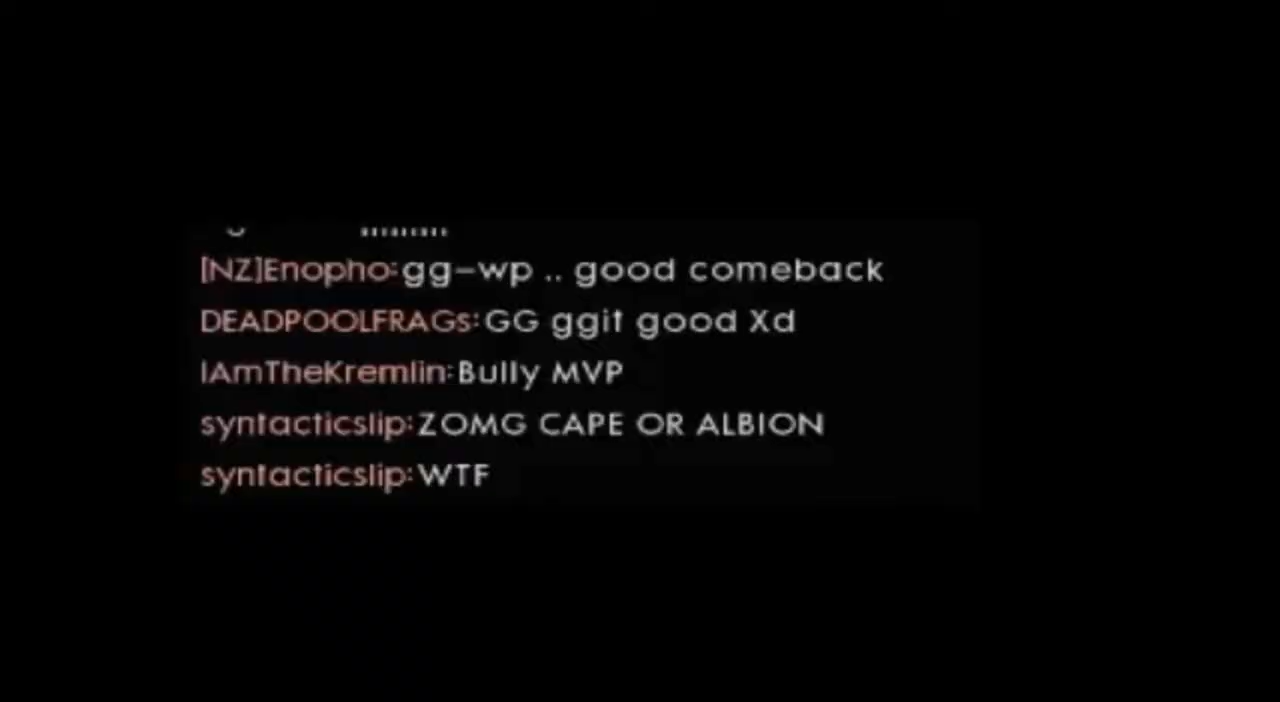 [NZ]Enopho:gg-wp .. good comeback
DEADPOOLFRAGs:GG ggit good Xd
IAmTheKremlin:Bully MVP
syntacticslip:ZOMG CAPE OR ALBION
syntacticslip:WTF